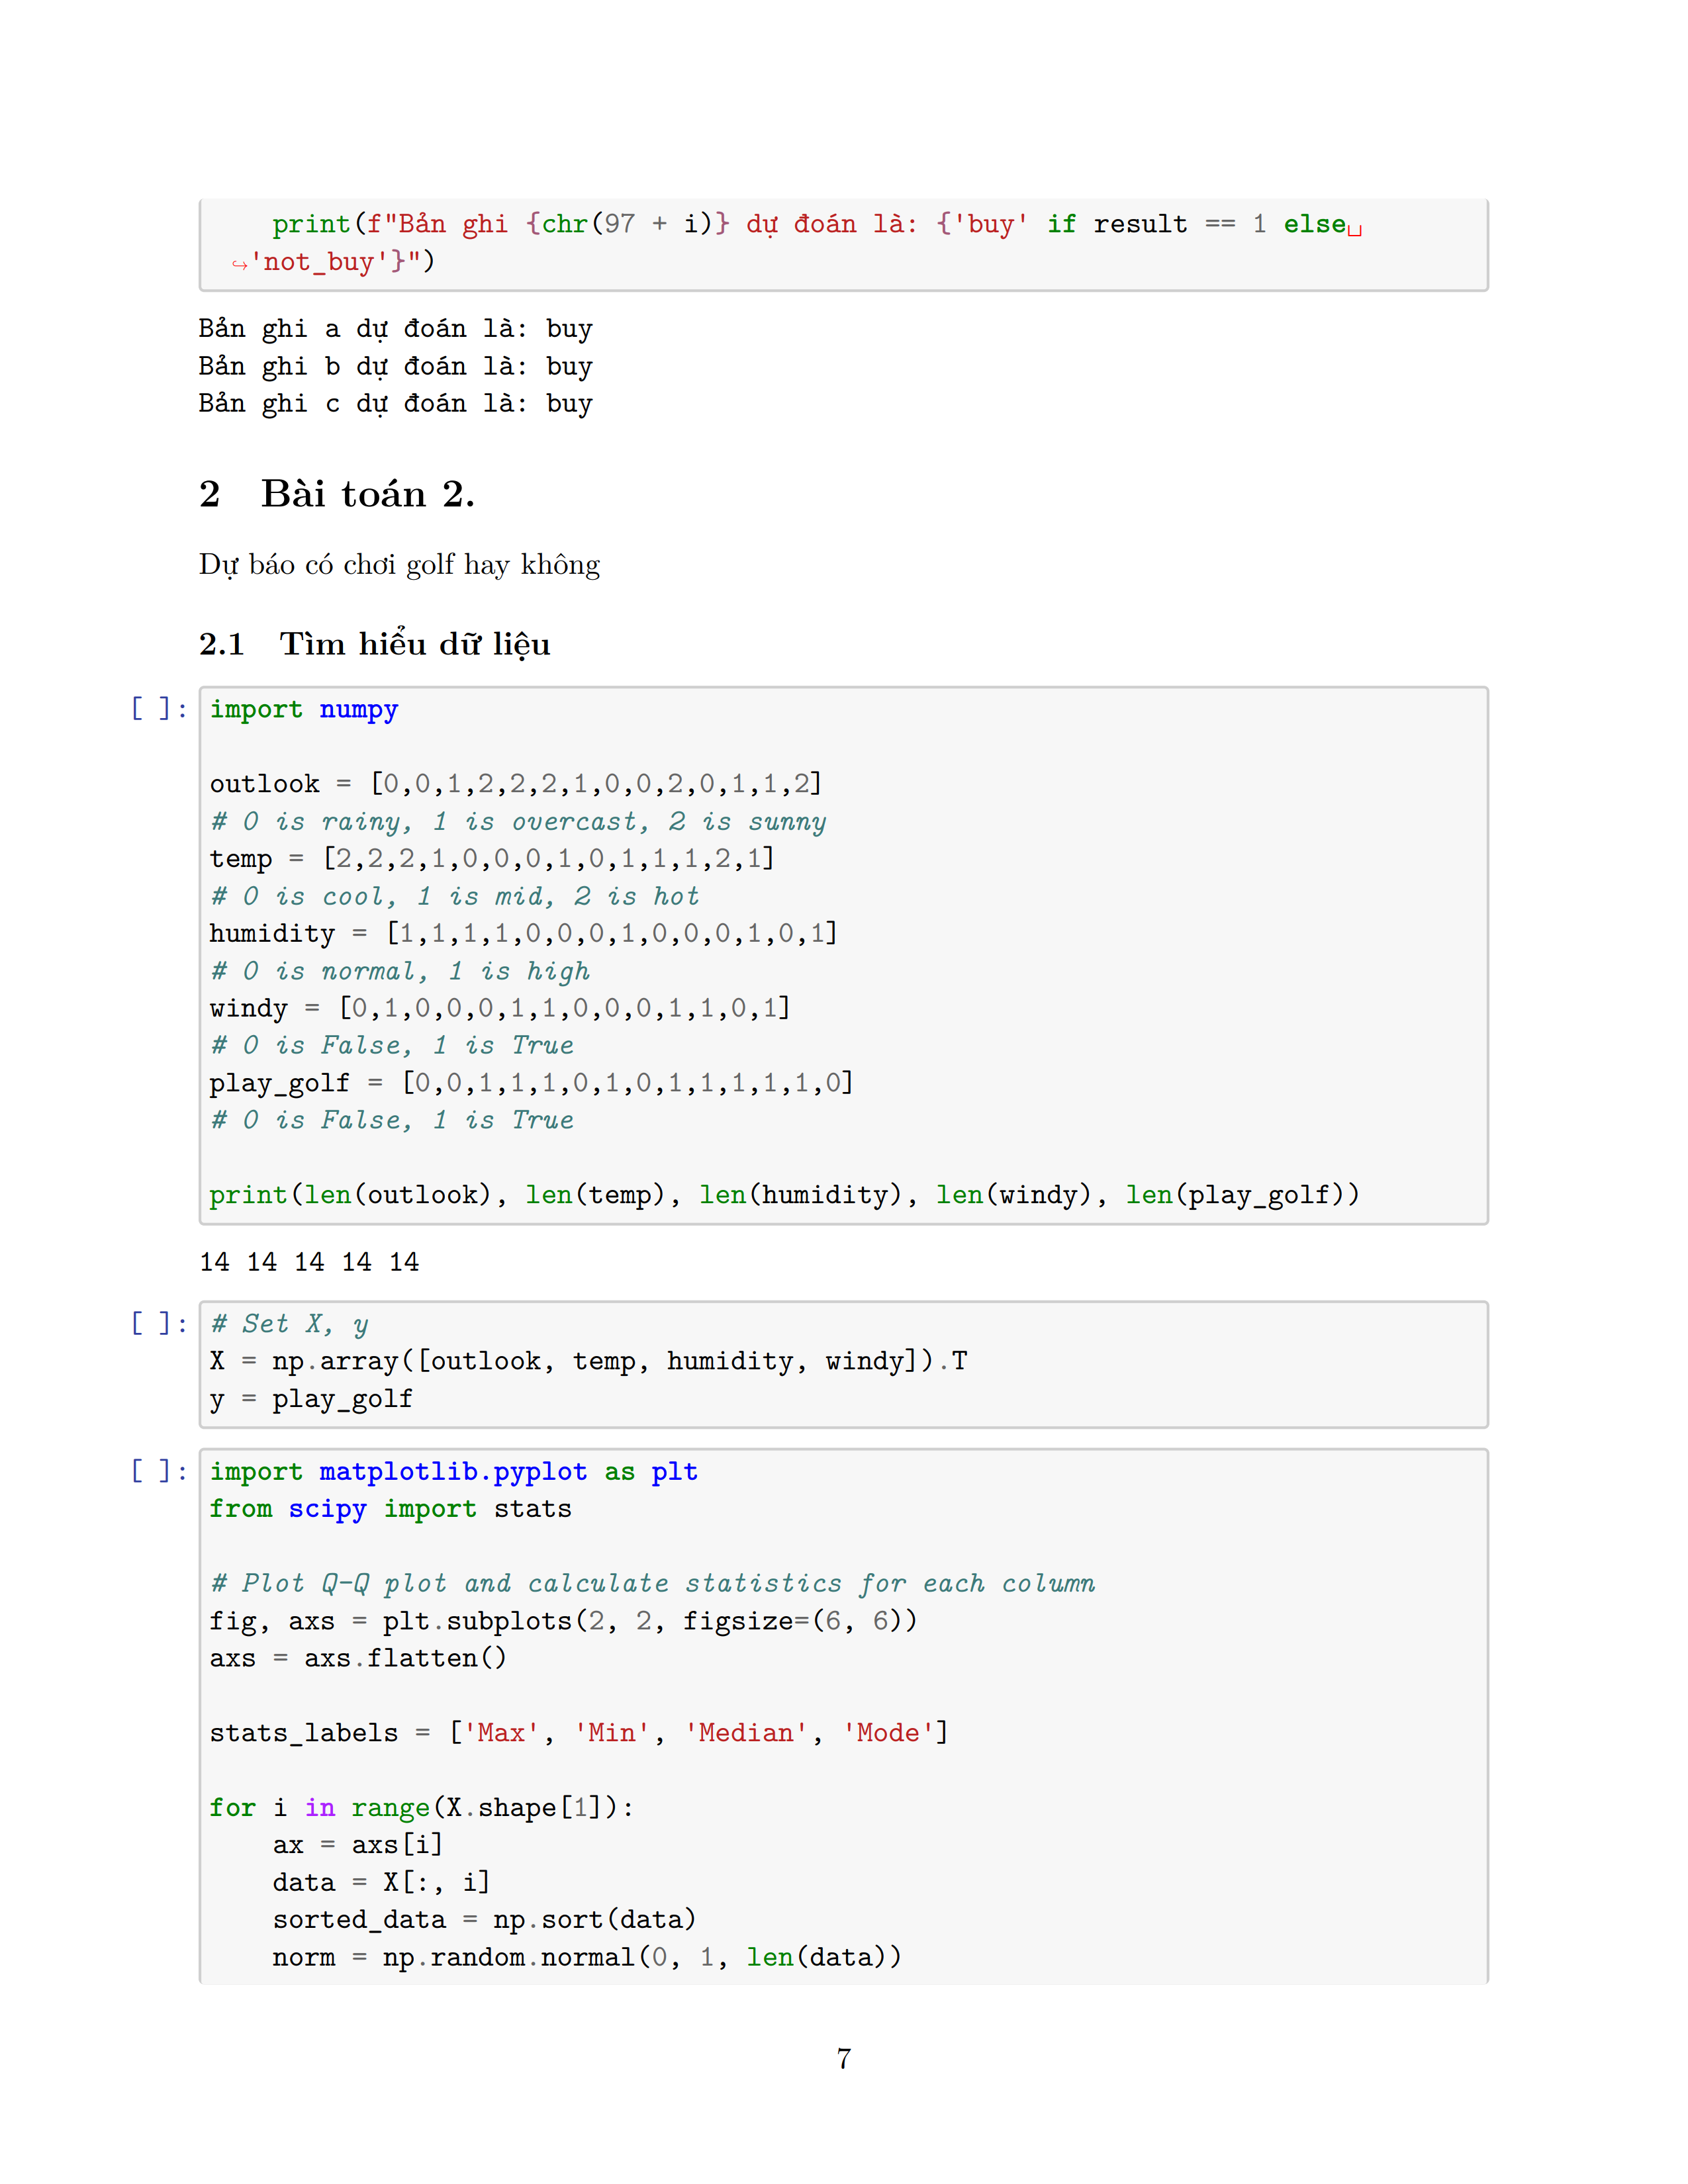 print(f"Bản ghi {chr(97 + i)} dự đoán là: {'buy' if result == 1 else␣
↪'not_buy'}")
Bản ghi a dự đoán là: buy
Bản ghi b dự đoán là: buy
Bản ghi c dự đoán là: buy
2 Bài toán 2.
Dự báo có chơi golf hay không
2.1 Tìm hiểu dữ liệu
[ ]: import numpy
outlook = [0,0,1,2,2,2,1,0,0,2,0,1,1,2]
# 0 is rainy, 1 is overcast, 2 is sunny
temp = [2,2,2,1,0,0,0,1,0,1,1,1,2,1]
# 0 is cool, 1 is mid, 2 is hot
humidity = [1,1,1,1,0,0,0,1,0,0,0,1,0,1]
# 0 is normal, 1 is high
windy = [0,1,0,0,0,1,1,0,0,0,1,1,0,1]
# 0 is False, 1 is True
play_golf = [0,0,1,1,1,0,1,0,1,1,1,1,1,0]
# 0 is False, 1 is True
print(len(outlook), len(temp), len(humidity), len(windy), len(play_golf))
14 14 14 14 14
[ ]: # Set X, y
X = np.array([outlook, temp, humidity, windy]).T
y = play_golf
[ ]: import matplotlib.pyplot as plt
from scipy import stats
# Plot Q-Q plot and calculate statistics for each column
fig, axs = plt.subplots(2, 2, figsize=(6, 6))
axs = axs.flatten()
stats_labels = ['Max', 'Min', 'Median', 'Mode']
for i in range(X.shape[1]):
    ax = axs[i]
    data = X[:, i]
    sorted_data = np.sort(data)
    norm = np.random.normal(0, 1, len(data))
7